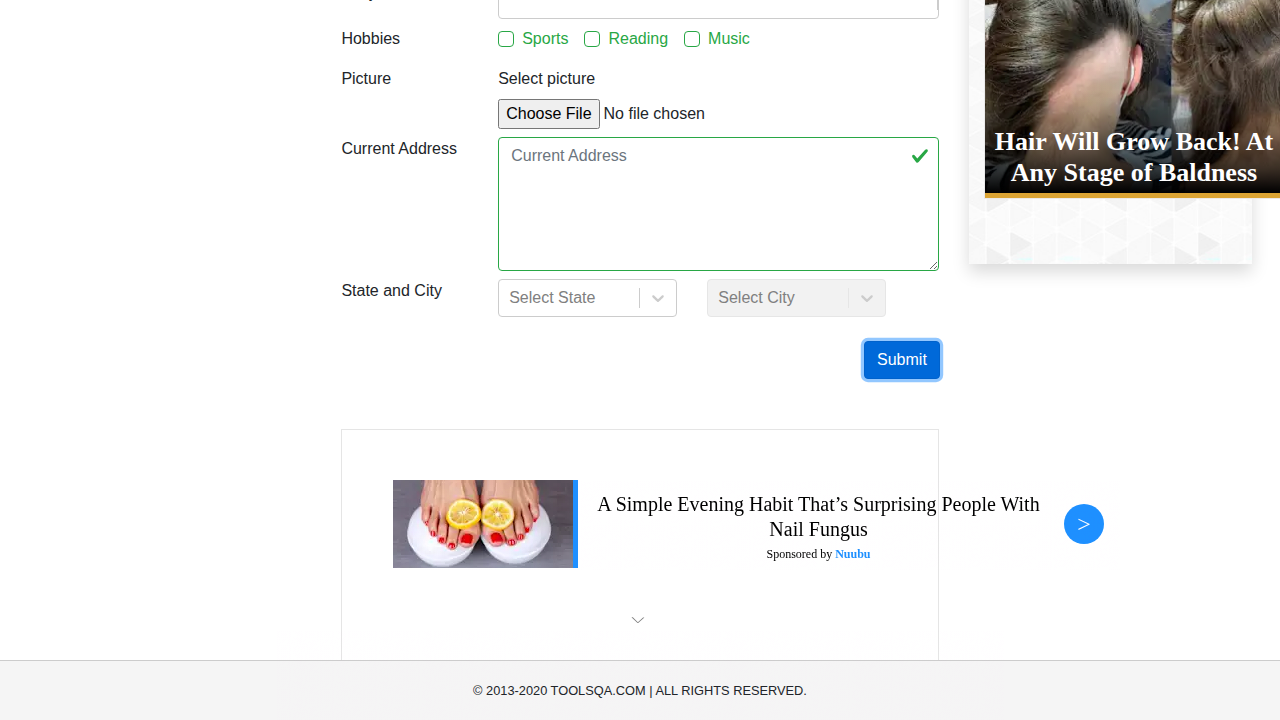 Hobbies
Sports Reading Music
Picture
Select picture
Choose File No file chosen
Current Address
Current Address
State and City
Select State
Select City
Submit
Hair Will Grow Back! At
Any Stage of Baldness
A Simple Evening Habit That’s Surprising People With
Nail Fungus
Sponsored by Nuubu
>
© 2013-2020 TOOLSQA.COM | ALL RIGHTS RESERVED.